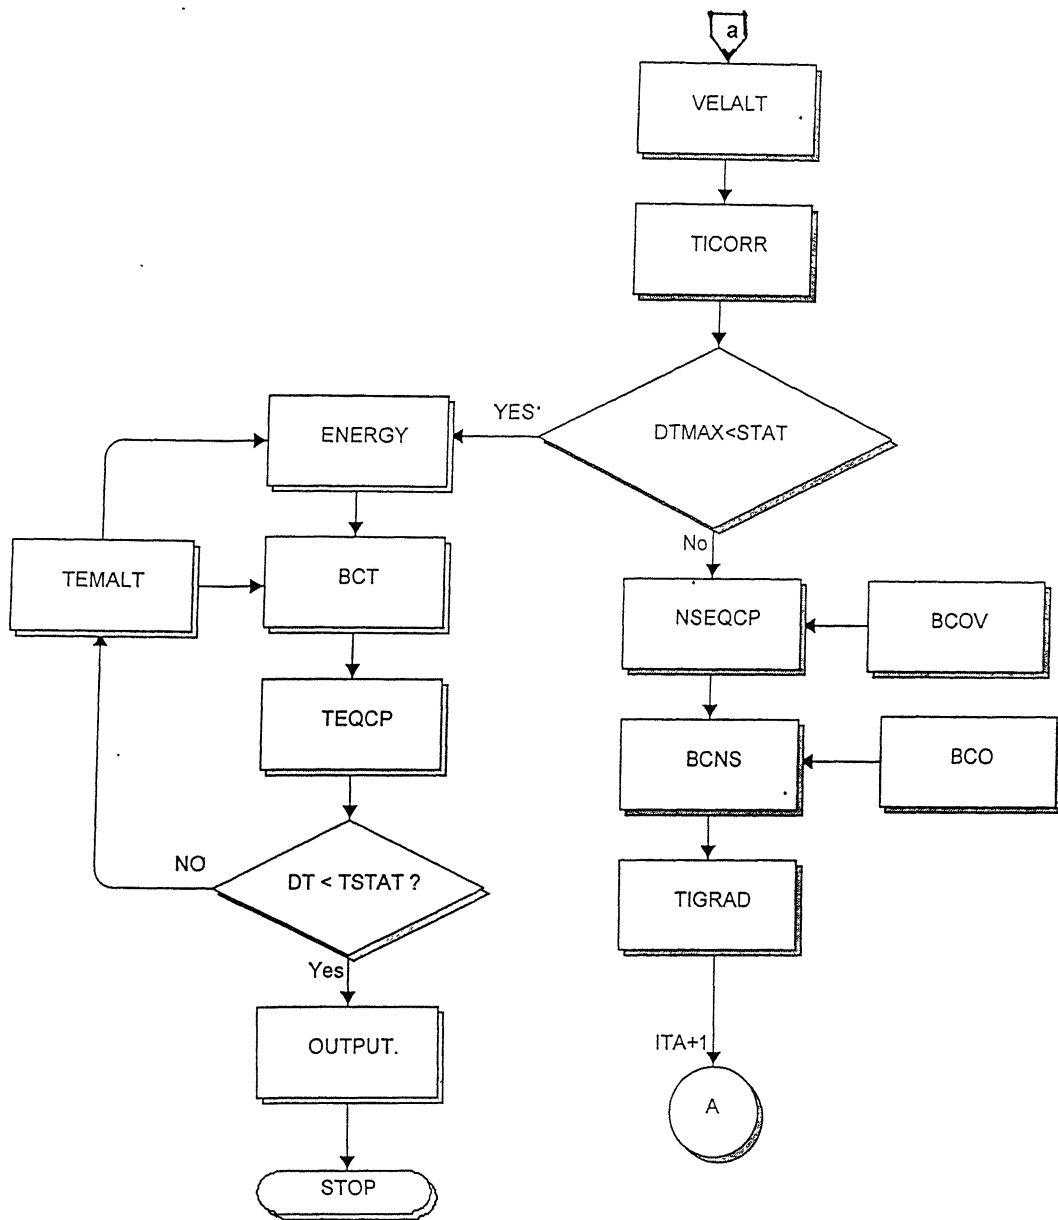 a
VELALT
TICORR
DTMAX<STAT
YES
ENERGY
No
TEMALT
BCT
NSEQCP
BCOV
TEQCP
BCNS
BCO
NO
DT < TSTAT ?
TIGRAD
Yes
OUTPUT.
ITA+1
A
STOP